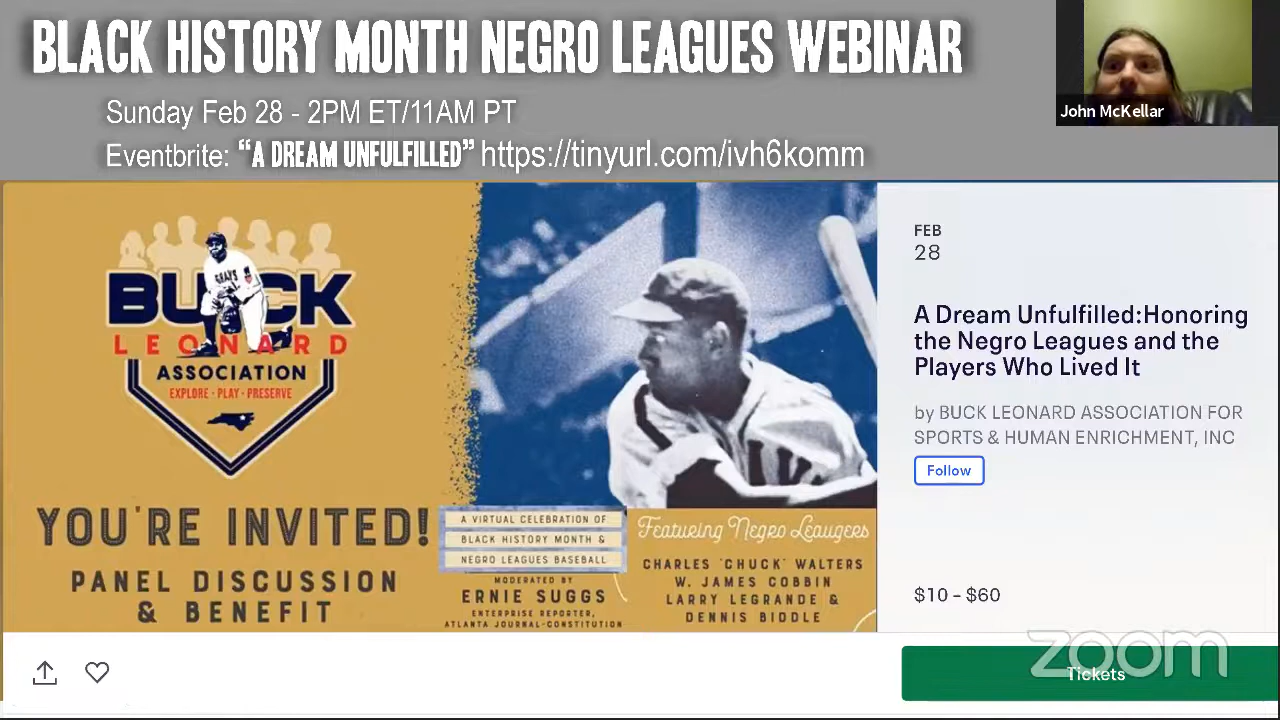 BLACK HISTORY MONTH NEGRO LEAGUES WEBINAR
Sunday Feb 28 - 2PM ET/11AM PT
Eventbrite: “A DREAM UNFULFILLED” https://tinyurl.com/ivh6komm
John McKellar
GRAYS
BUCK
LEONARD
ASSOCIATION
EXPLORE · PLAY · PRESERVE
YOU'RE INVITED!
PANEL DISCUSSION
& BENEFIT
A VIRTUAL CELEBRATION OF
BLACK HISTORY MONTH &
NEGRO LEAGUES BASEBALL
MODERATED BY
ERNIE SUGGS
ENTERPRISE REPORTER,
ATLANTA JOURNAL-CONSTITUTION
Featuring Negro Leaugers
CHARLES "CHUCK" WALTERS
W. JAMES COBBIN
LARRY LEGRANDE &
DENNIS BIDDLE
FEB
28
A Dream Unfulfilled:Honoring
the Negro Leagues and the
Players Who Lived It
by BUCK LEONARD ASSOCIATION FOR
SPORTS & HUMAN ENRICHMENT, INC
Follow
$10 – $60
zoom
Tickets